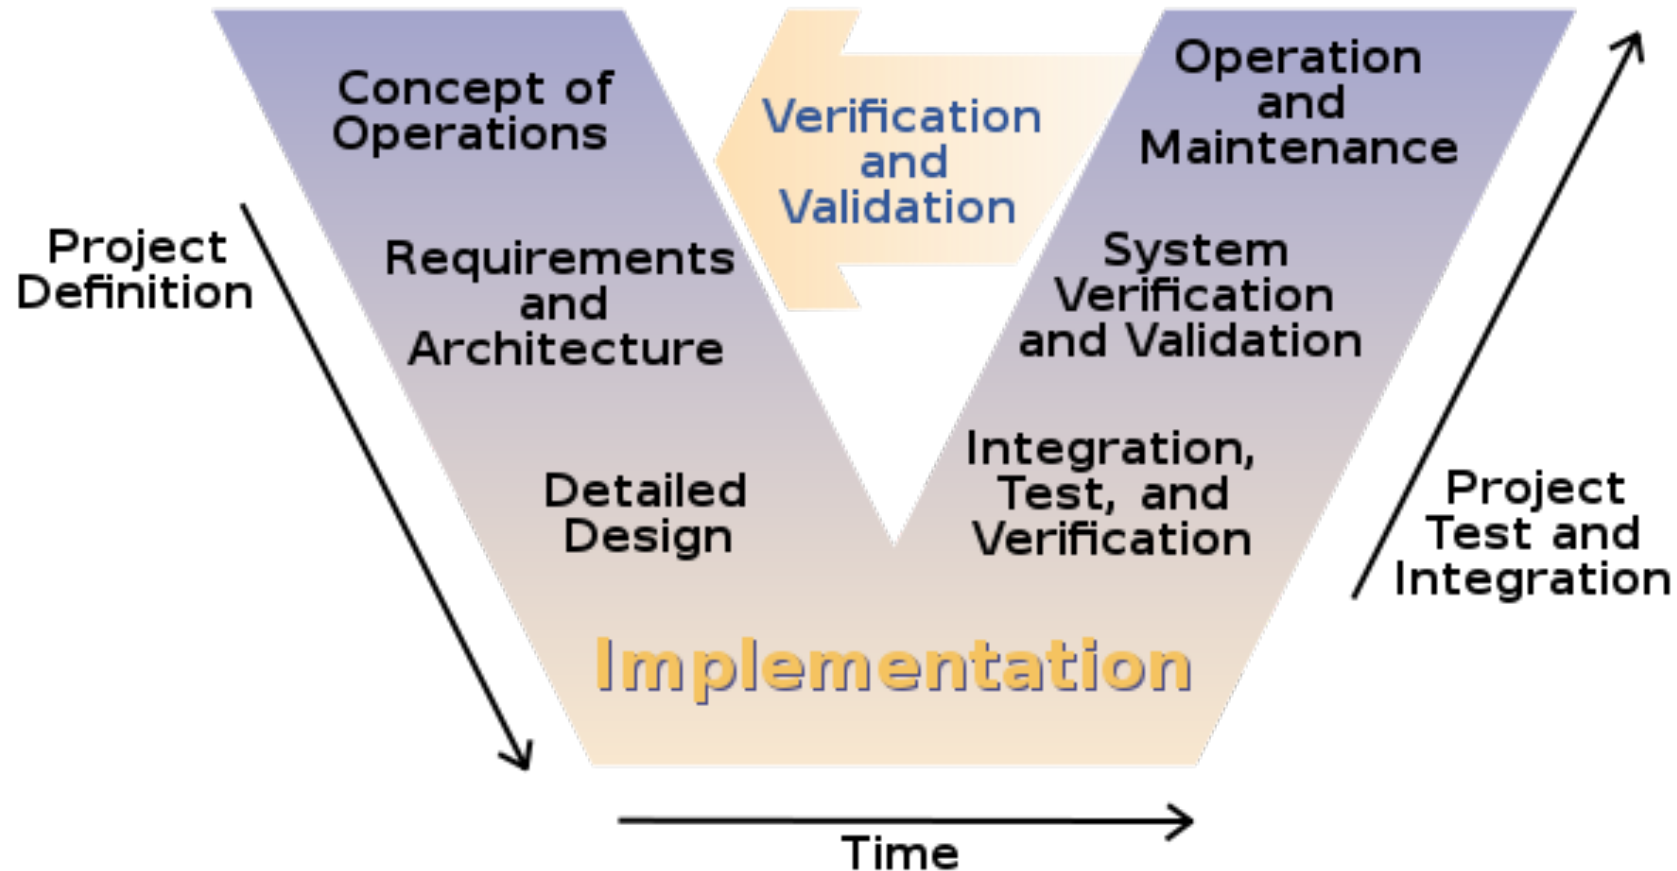 Concept of
Operations
Verification
and
Validation
Operation
and
Maintenance
Project
Definition
Requirements
and
Architecture
System
Verification
and Validation
Detailed
Design
Integration,
Test, and
Verification
Project
Test and
Integration
Implementation
Time